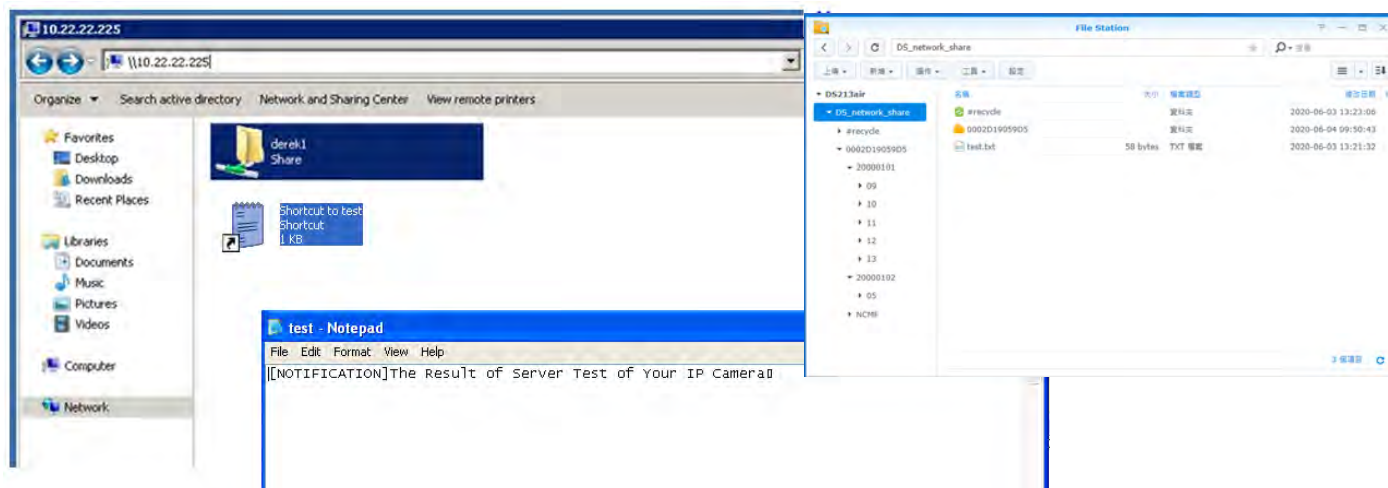 10.22.22.225
\\10.22.22.225
Organize Search active directory Network and Sharing Center View remote printers
Favorites
Desktop
Downloads
Recent Places
Libraries
Documents
Music
Pictures
Videos
Computer
Network
derek1
Share
Shortcut to test
Shortcut
1 KB
test - Notepad
File Edit Format View Help
[NOTIFICATION]The Result of Server Test of Your IP Camera
File Station
DS_network_share
上傳 新增 操作 工具 設定
DS213air
DS_network_share
#recycle
0002D19059D5
20000101
09
10
11
12
13
20000102
05
NCMF
名稱 大小 檔案類型 修改日期
#recycle 資料夾 2020-06-03 13:23:06
0002D19059D5 資料夾 2020-06-04 09:50:43
test.txt 58 bytes TXT 檔案 2020-06-03 13:21:32
3 個項目